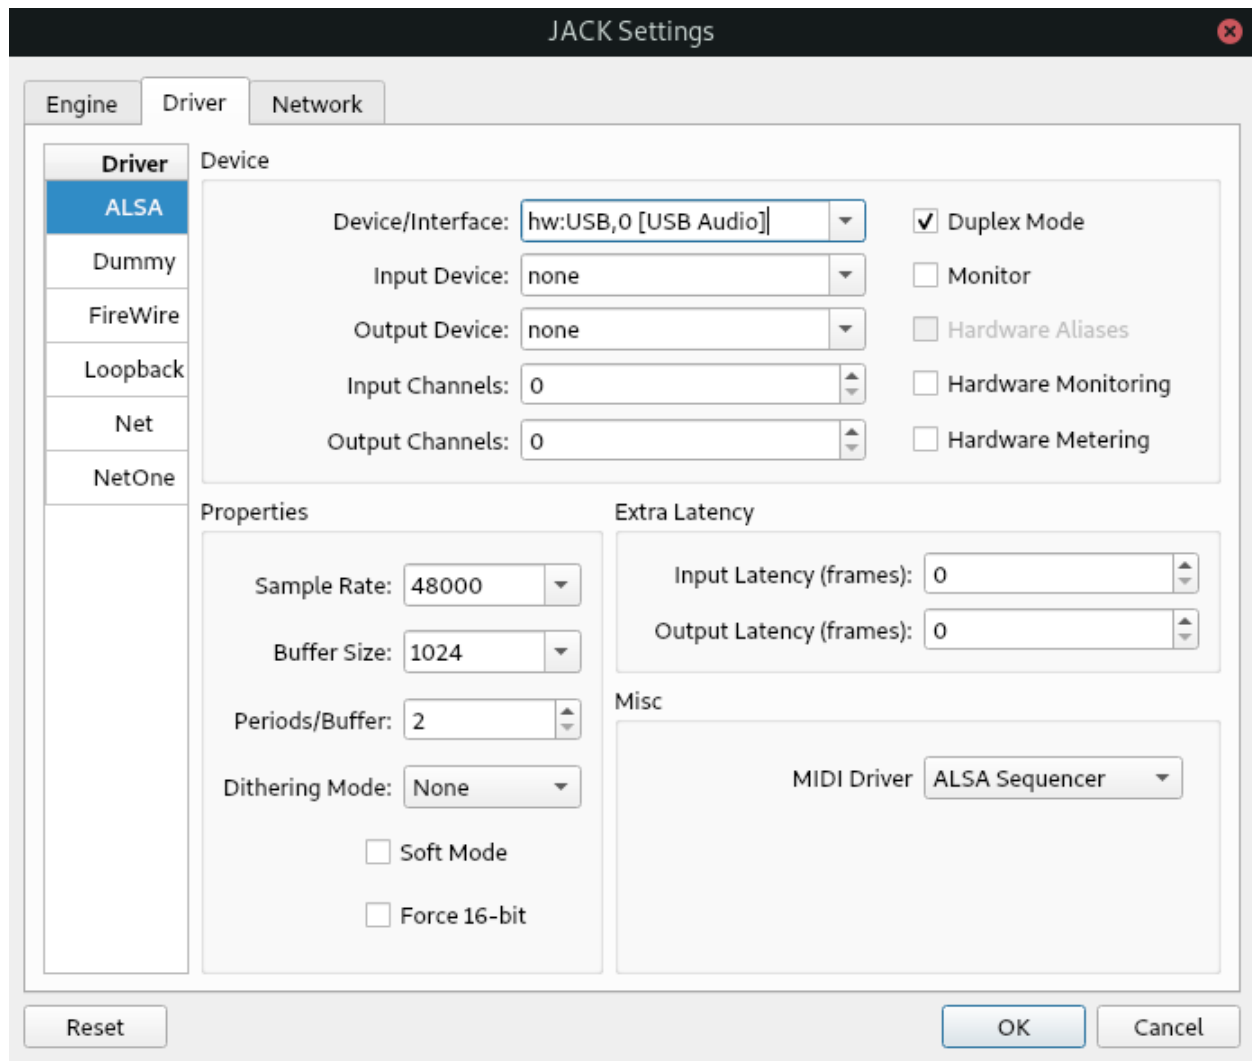 JACK Settings
Engine
Driver
Network
Driver
ALSA
Dummy
FireWire
Loopback
Net
NetOne
Device
Device/Interface: hw:USB,0 [USB Audio]
Duplex Mode
Input Device: none
Monitor
Output Device: none
Hardware Aliases
Input Channels: 0
Hardware Monitoring
Output Channels: 0
Hardware Metering
Properties
Sample Rate: 48000
Buffer Size: 1024
Periods/Buffer: 2
Dithering Mode: None
Soft Mode
Force 16-bit
Extra Latency
Input Latency (frames): 0
Output Latency (frames): 0
Misc
MIDI Driver ALSA Sequencer
Reset
OK
Cancel